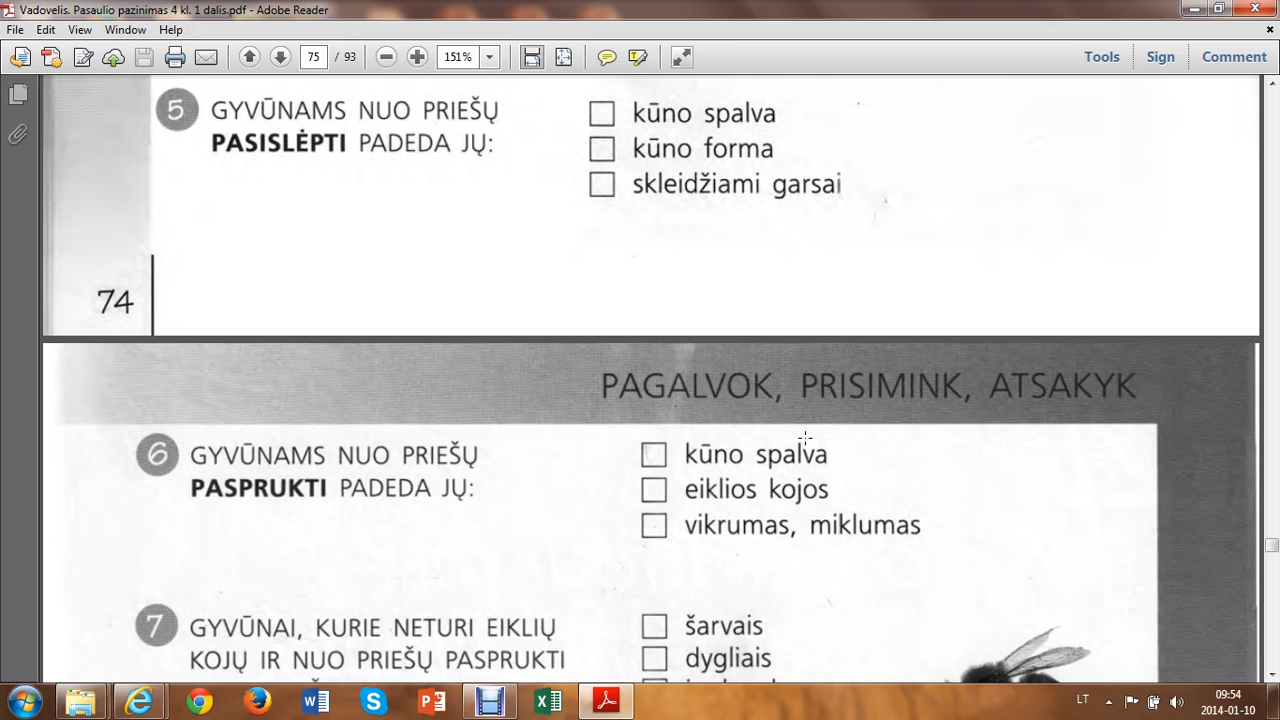 Vadovelis. Pasaulio pazinimas 4 kl. 1 dalis.pdf - Adobe Reader
File Edit View Window Help
75 / 93 151% Tools Sign Comment
5 GYVŪNAMS NUO PRIEŠŲ
PASISLĖPTI PADEDA JŲ:
kūno spalva
kūno forma
skleidžiami garsai
74
PAGALVOK, PRISIMINK, ATSAKYK
6 GYVŪNAMS NUO PRIEŠŲ
PASPRUKTI PADEDA JŲ:
kūno spalva
eiklios kojos
vikrumas, miklumas
7 GYVŪNAI, KURIE NETURI EIKLIŲ
KOJŲ IR NUO PRIEŠŲ PASPRUKTI
šarvais
dygliais
LT 09:54
2014-01-10